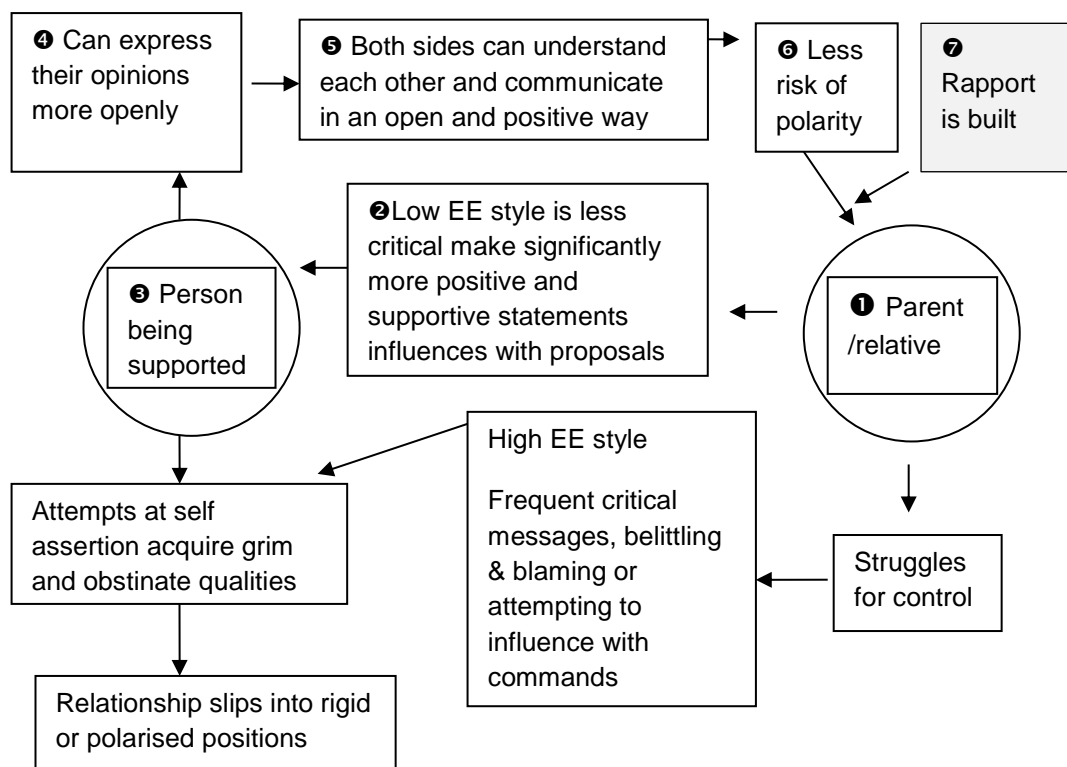 ❹ Can express
their opinions
more openly
❺ Both sides can understand
each other and communicate
in an open and positive way
❻ Less
risk of
polarity
❼
Rapport
is built
❷Low EE style is less
critical make significantly
more positive and
supportive statements
influences with proposals
❸ Person
being
supported
❶ Parent
/relative
High EE style
Frequent critical
messages, belittling
& blaming or
attempting to
influence with
commands
Attempts at self
assertion acquire grim
and obstinate qualities
Struggles
for control
Relationship slips into rigid
or polarised positions